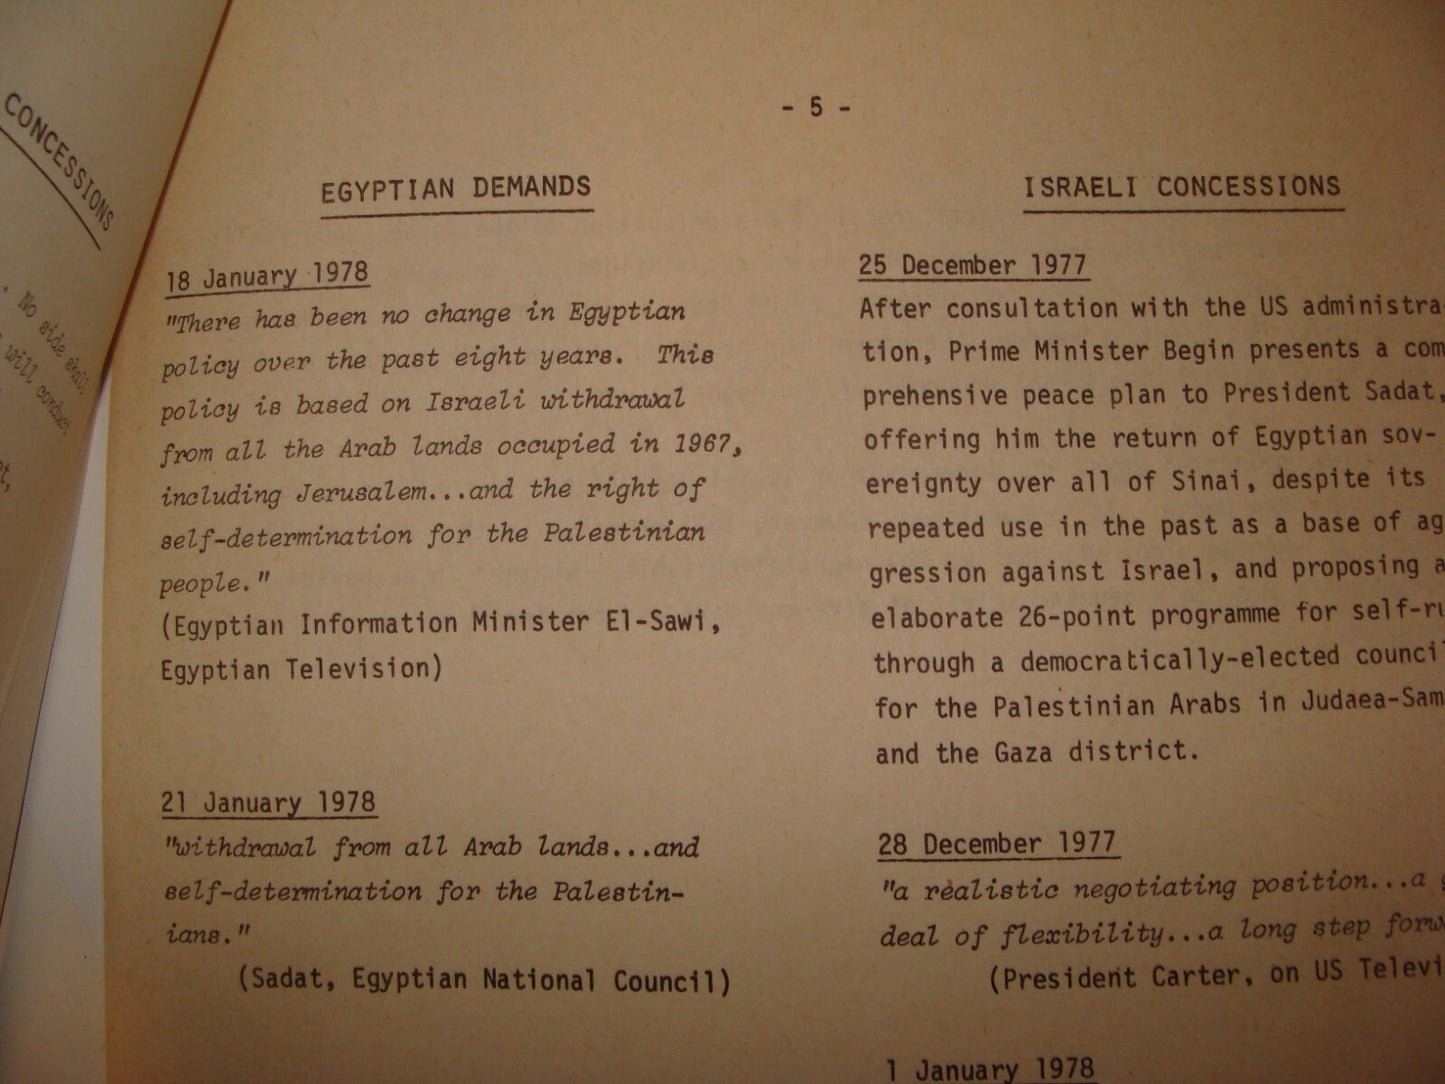 CONCESSIONS
No side shall
will conduct
- 5 -
EGYPTIAN DEMANDS
18 January 1978
"There has been no change in Egyptian
policy over the past eight years. This
policy is based on Israeli withdrawal
from all the Arab lands occupied in 1967,
including Jerusalem...and the right of
self-determination for the Palestinian
people."
(Egyptian Information Minister El-Sawi,
Egyptian Television)
21 January 1978
"withdrawal from all Arab lands...and
self-determination for the Palestin-
ians."
(Sadat, Egyptian National Council)
ISRAELI CONCESSIONS
25 December 1977
After consultation with the US administra
tion, Prime Minister Begin presents a com
prehensive peace plan to President Sadat,
offering him the return of Egyptian sov-
ereignty over all of Sinai, despite its
repeated use in the past as a base of ag
gression against Israel, and proposing a
elaborate 26-point programme for self-ru
through a democratically-elected council
for the Palestinian Arabs in Judaea-Sam
and the Gaza district.
28 December 1977
"a realistic negotiating position...a
deal of flexibility...a long step forw
(President Carter, on US Televi
1 January 1978